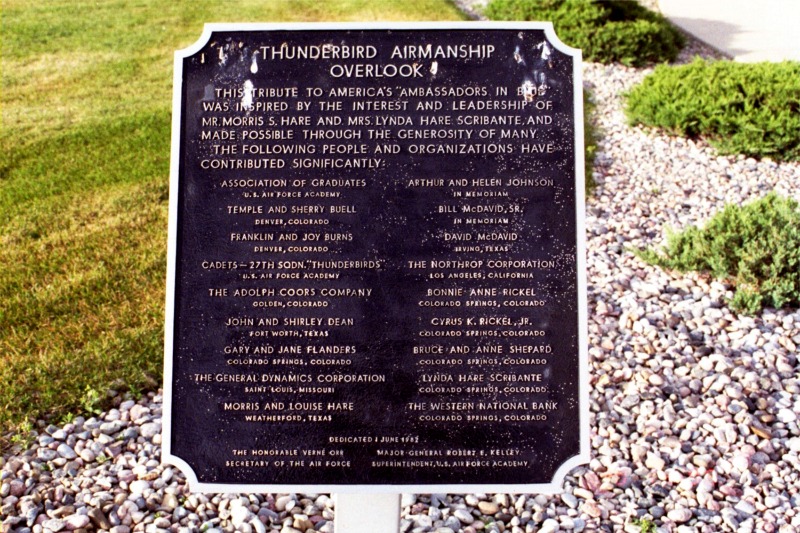 THUNDERBIRD AIRMANSHIP
OVERLOOK
THIS TRIBUTE TO AMERICA'S "AMBASSADORS IN BLUE"
WAS INSPIRED BY THE INTEREST AND LEADERSHIP OF
MR. MORRIS S. HARE AND MRS. LYNDA HARE SCRIBANTE, AND
MADE POSSIBLE THROUGH THE GENEROSITY OF MANY.
THE FOLLOWING PEOPLE AND ORGANIZATIONS HAVE
CONTRIBUTED SIGNIFICANTLY:
ASSOCIATION OF GRADUATES
U.S. AIR FORCE ACADEMY
TEMPLE AND SHERRY BUELL
DENVER, COLORADO
FRANKLIN AND JOY BURNS
DENVER, COLORADO
CADETS - 27TH SQDN. "THUNDERBIRDS"
U.S. AIR FORCE ACADEMY
THE ADOLPH COORS COMPANY
GOLDEN, COLORADO
JOHN AND SHIRLEY DEAN
FORT WORTH, TEXAS
GARY AND JANE FLANDERS
COLORADO SPRINGS, COLORADO
THE GENERAL DYNAMICS CORPORATION
SAINT LOUIS, MISSOURI
MORRIS AND LOUISE HARE
WEATHERFORD, TEXAS
ARTHUR AND HELEN JOHNSON
IN MEMORIAM
BILL McDAVID, SR.
IN MEMORIAM
DAVID McDAVID
IRVING, TEXAS
THE NORTHROP CORPORATION
LOS ANGELES, CALIFORNIA
BONNIE ANNE RICKEL
COLORADO SPRINGS, COLORADO
CYRUS K. RICKEL, JR.
COLORADO SPRINGS, COLORADO
BRUCE AND ANNE SHEPARD
COLORADO SPRINGS, COLORADO
LYNDA HARE SCRIBANTE
COLORADO SPRINGS, COLORADO
THE WESTERN NATIONAL BANK
COLORADO SPRINGS, COLORADO
DEDICATED 1 JUNE 1982
THE HONORABLE VERNE ORR
SECRETARY OF THE AIR FORCE
MAJOR GENERAL ROBERT E. KELLEY
SUPERINTENDENT, U.S. AIR FORCE ACADEMY